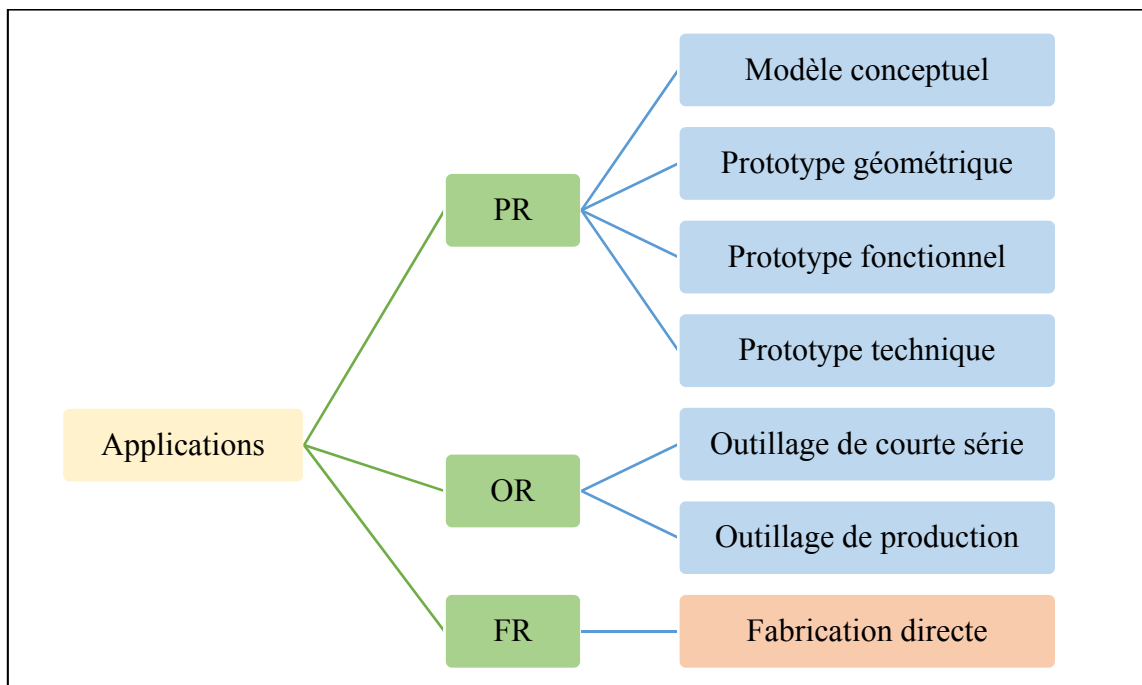 Modèle conceptuel
Prototype géométrique
PR
Prototype fonctionnel
Prototype technique
Applications
Outillage de courte série
OR
Outillage de production
FR
Fabrication directe